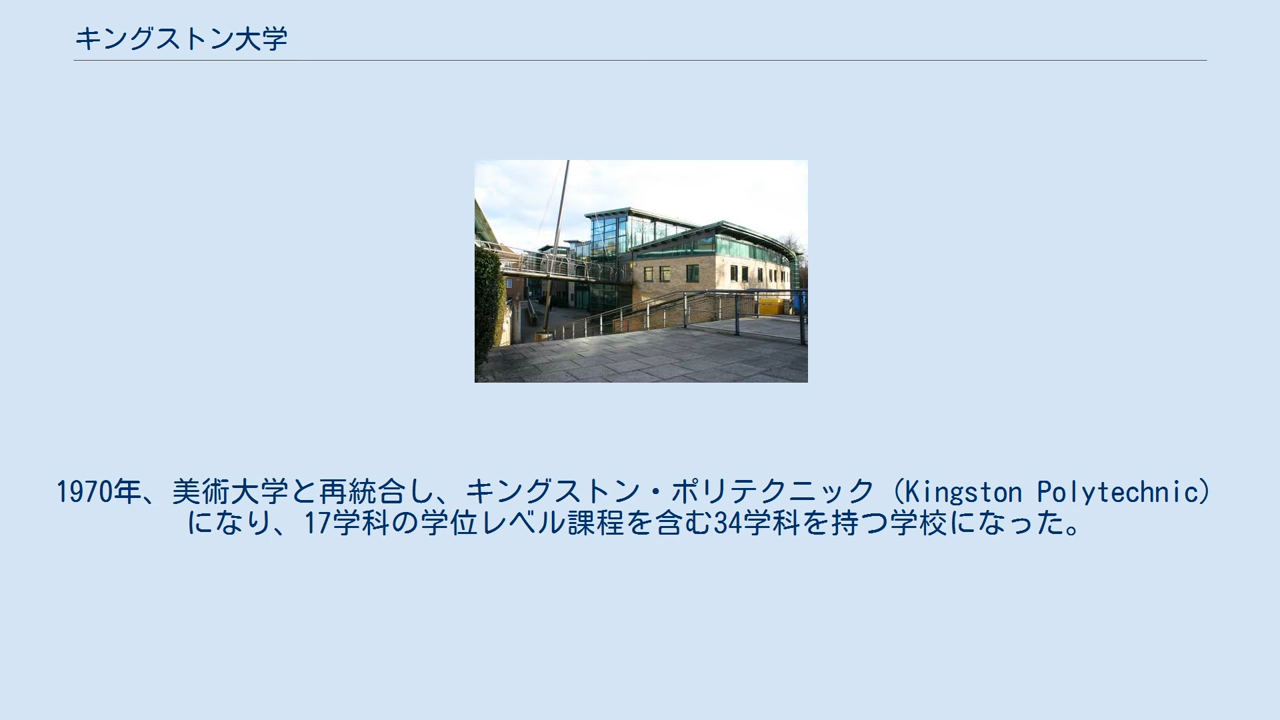 キングストン大学
1970年、美術大学と再統合し、キングストン・ポリテクニック（Kingston Polytechnic）
になり、17学科の学位レベル課程を含む34学科を持つ学校になった。